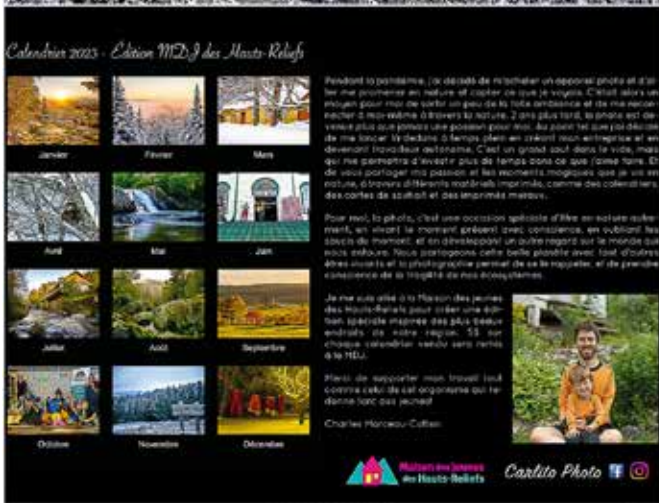 Calendrier 2023 - Édition MDJ des Hauts-Reliefs
Janvier
Février
Mars
Avril
Mai
Juin
Juillet
Août
Septembre
Octobre
Novembre
Décembre
Pendant la pandémie, j'ai décidé de m'acheter un appareil photo et d'al-
ler me promener en nature et capter ce que je voyais. C'était alors un
moyen pour moi de sortir un peu de la folie ambiance et de me recon-
necter à moi-même à travers la nature. 2 ans plus tard, la photo est de-
venue plus que jamais une passion pour moi. Au point tel que j'ai décidé
de me lancer là-dedans à temps plein en créant mon entreprise et en
devenant travailleur autonome. C'est un grand saut dans le vide, mais
qui me permettra d'investir plus de temps dans ce que j'aime faire. Et
de vous partager ma passion et les moments magiques que je vis en
nature, à travers différents matériels imprimés, comme des calendriers,
des cartes de souhait et des imprimés muraux.
Pour moi, la photo, c'est une occasion spéciale d'être en nature autre-
ment, en vivant le moment présent avec conscience, en oubliant les
soucis du moment, et en développant un autre regard sur le monde qui
nous entoure. Nous partageons cette belle planète avec tant d'autres
êtres vivants et la photographie permet de se le rappeler, et de prendre
conscience de la fragilité de nos écosystèmes.
Je me suis allié à la Maison des jeunes
des Hauts-Reliefs pour créer une édi-
tion spéciale inspirée des plus beaux
endroits de notre région. 5$ sur
chaque calendrier vendu sera remis
à la MDJ.
Merci de supporter mon travail tout
comme celui de cet organisme qui re-
donne tant aux jeunes!
Charles Marceau-Cotton
Maison des Jeunes
des Hauts-Reliefs
Carlito Photo